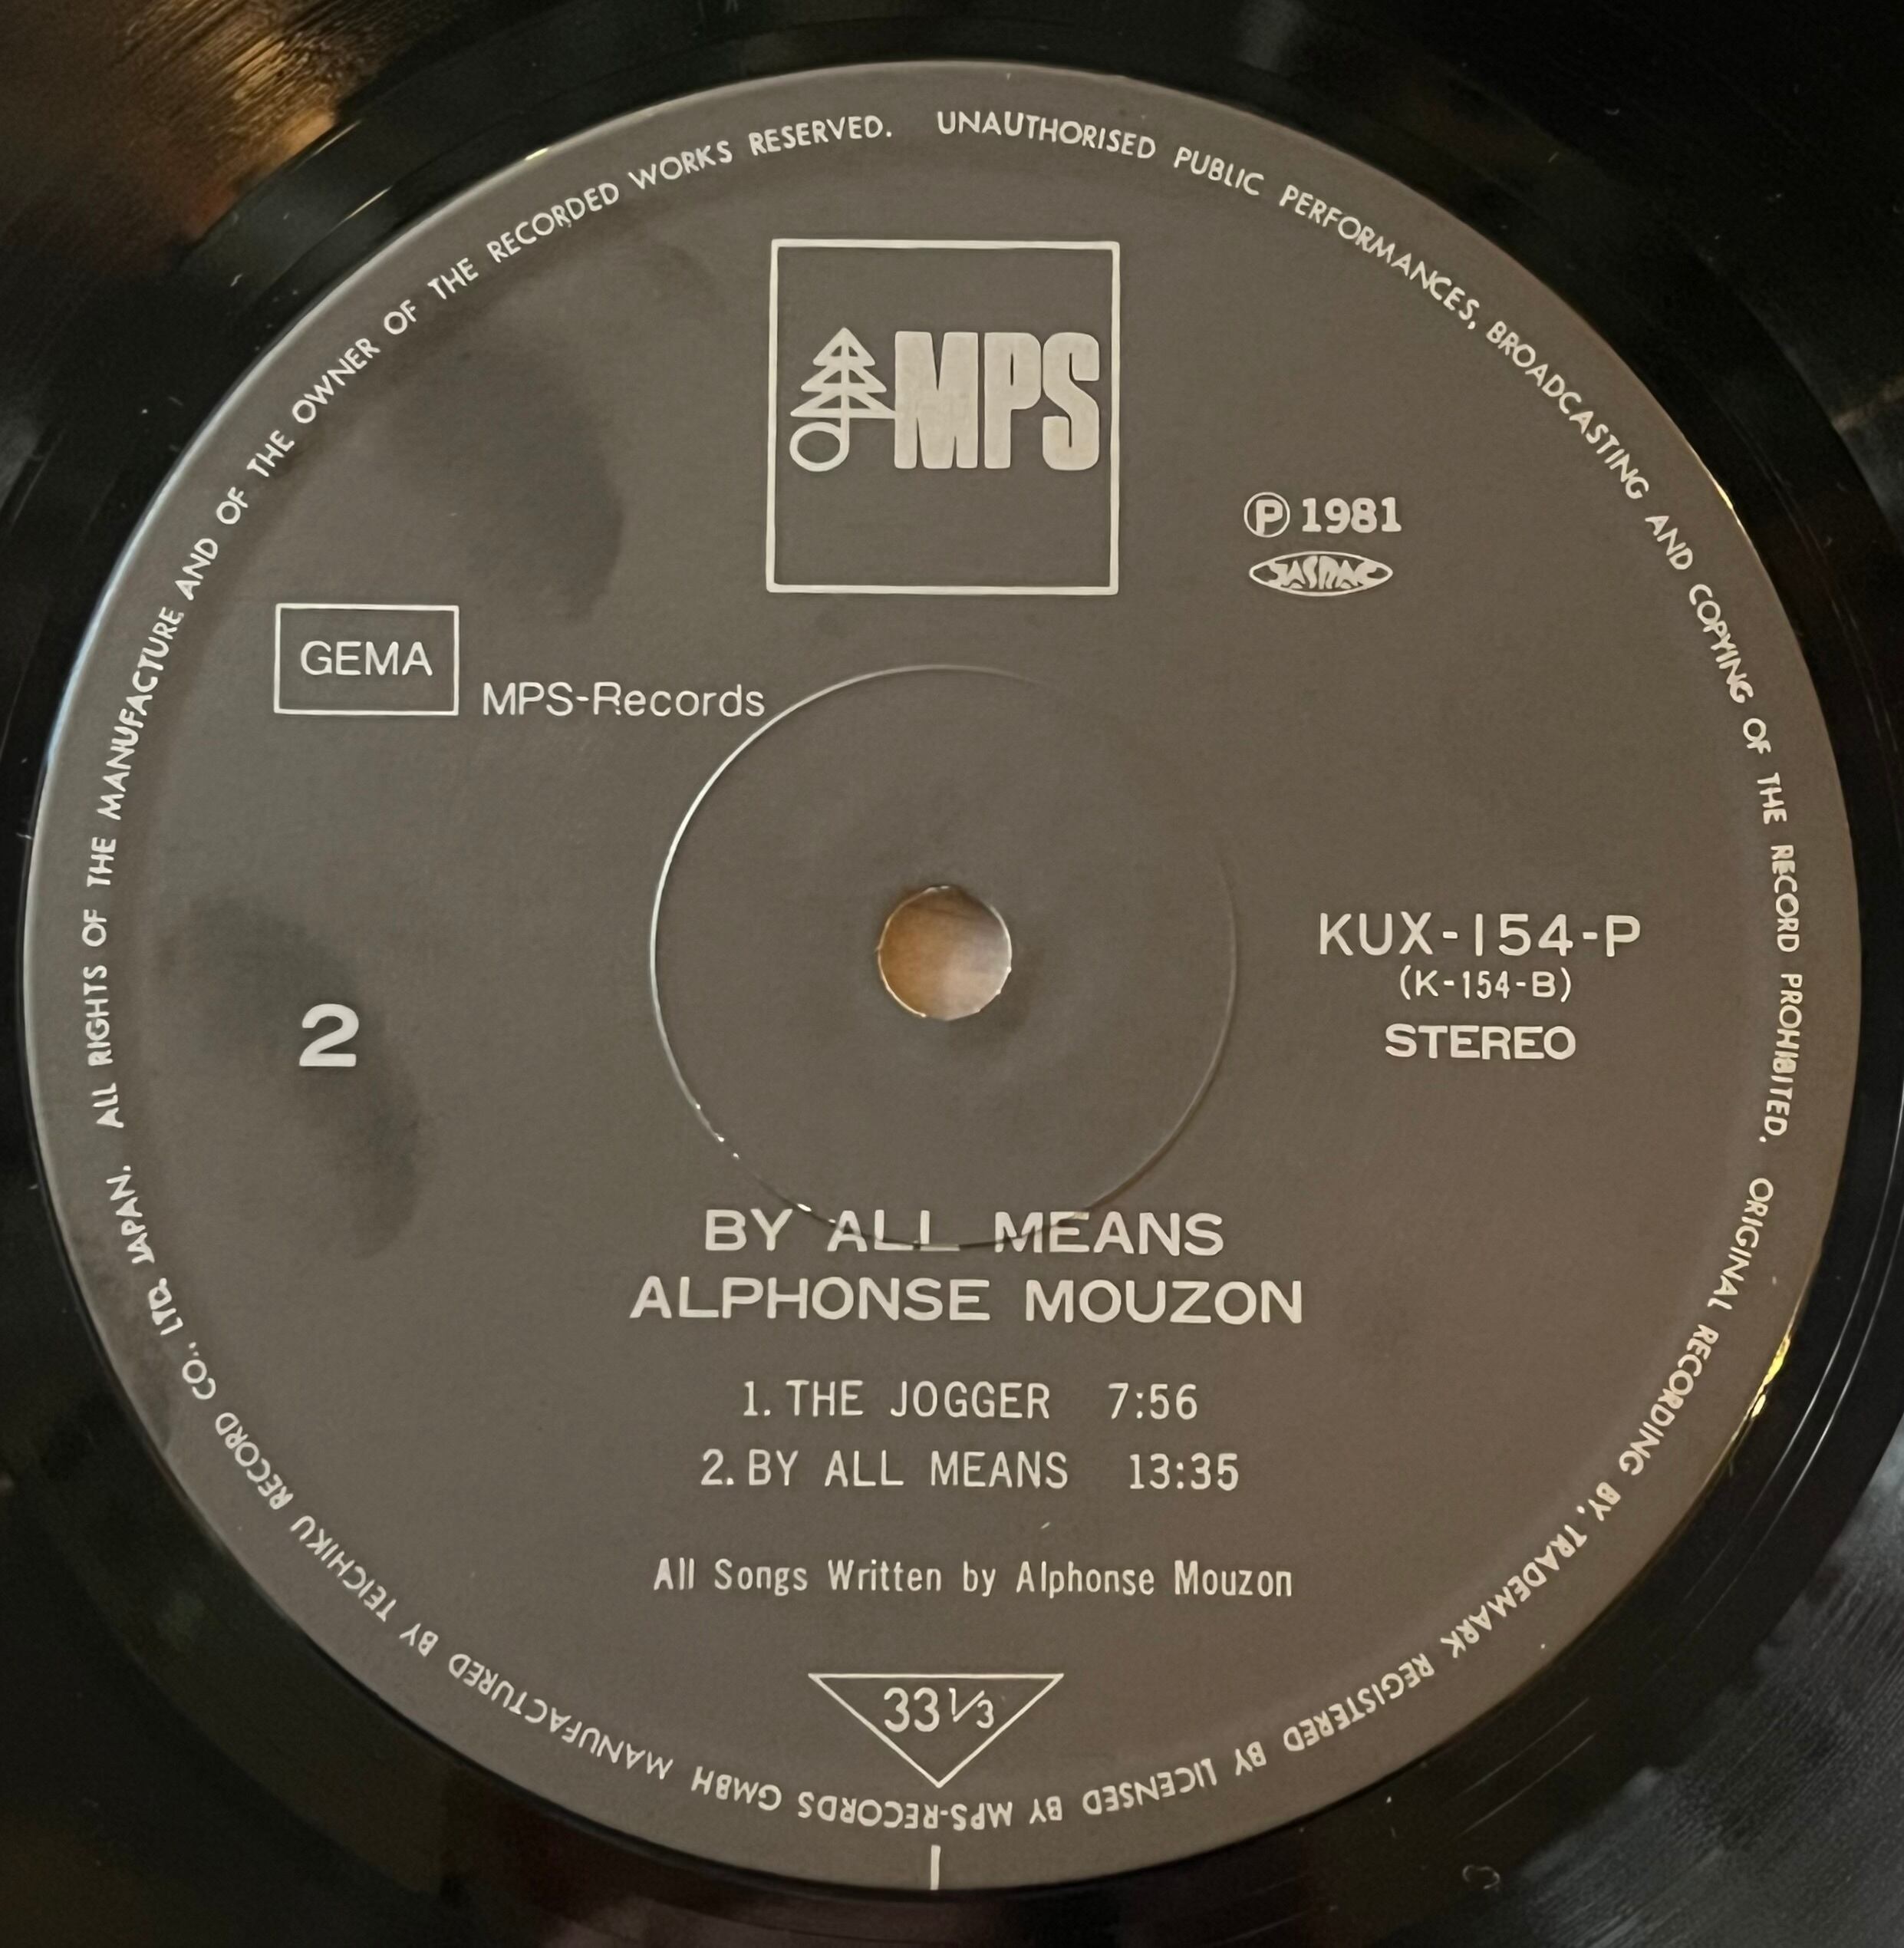 ALL RIGHTS OF THE MANUFACTURE AND OF THE OWNER OF THE RECORDED WORKS RESERVED. UNAUTHORISED PUBLIC PERFORMANCES, BROADCASTING AND COPYING OF THE RECORD PROHIBITED. ORIGINAL RECORDING BY, TRADEMARK REGISTERED BY LICENSED BY MPS-RECORDS GMBH MANUFACTURED BY TEICHIKU RECORD CO., LTD. JAPAN.
MPS
Ⓟ 1981
JASRAC
GEMA
MPS-Records
KUX-154-P
(K-154-B)
2
STEREO
BY ALL MEANS
ALPHONSE MOUZON
1. THE JOGGER 7:56
2. BY ALL MEANS 13:35
All Songs Written by Alphonse Mouzon
33 1/3